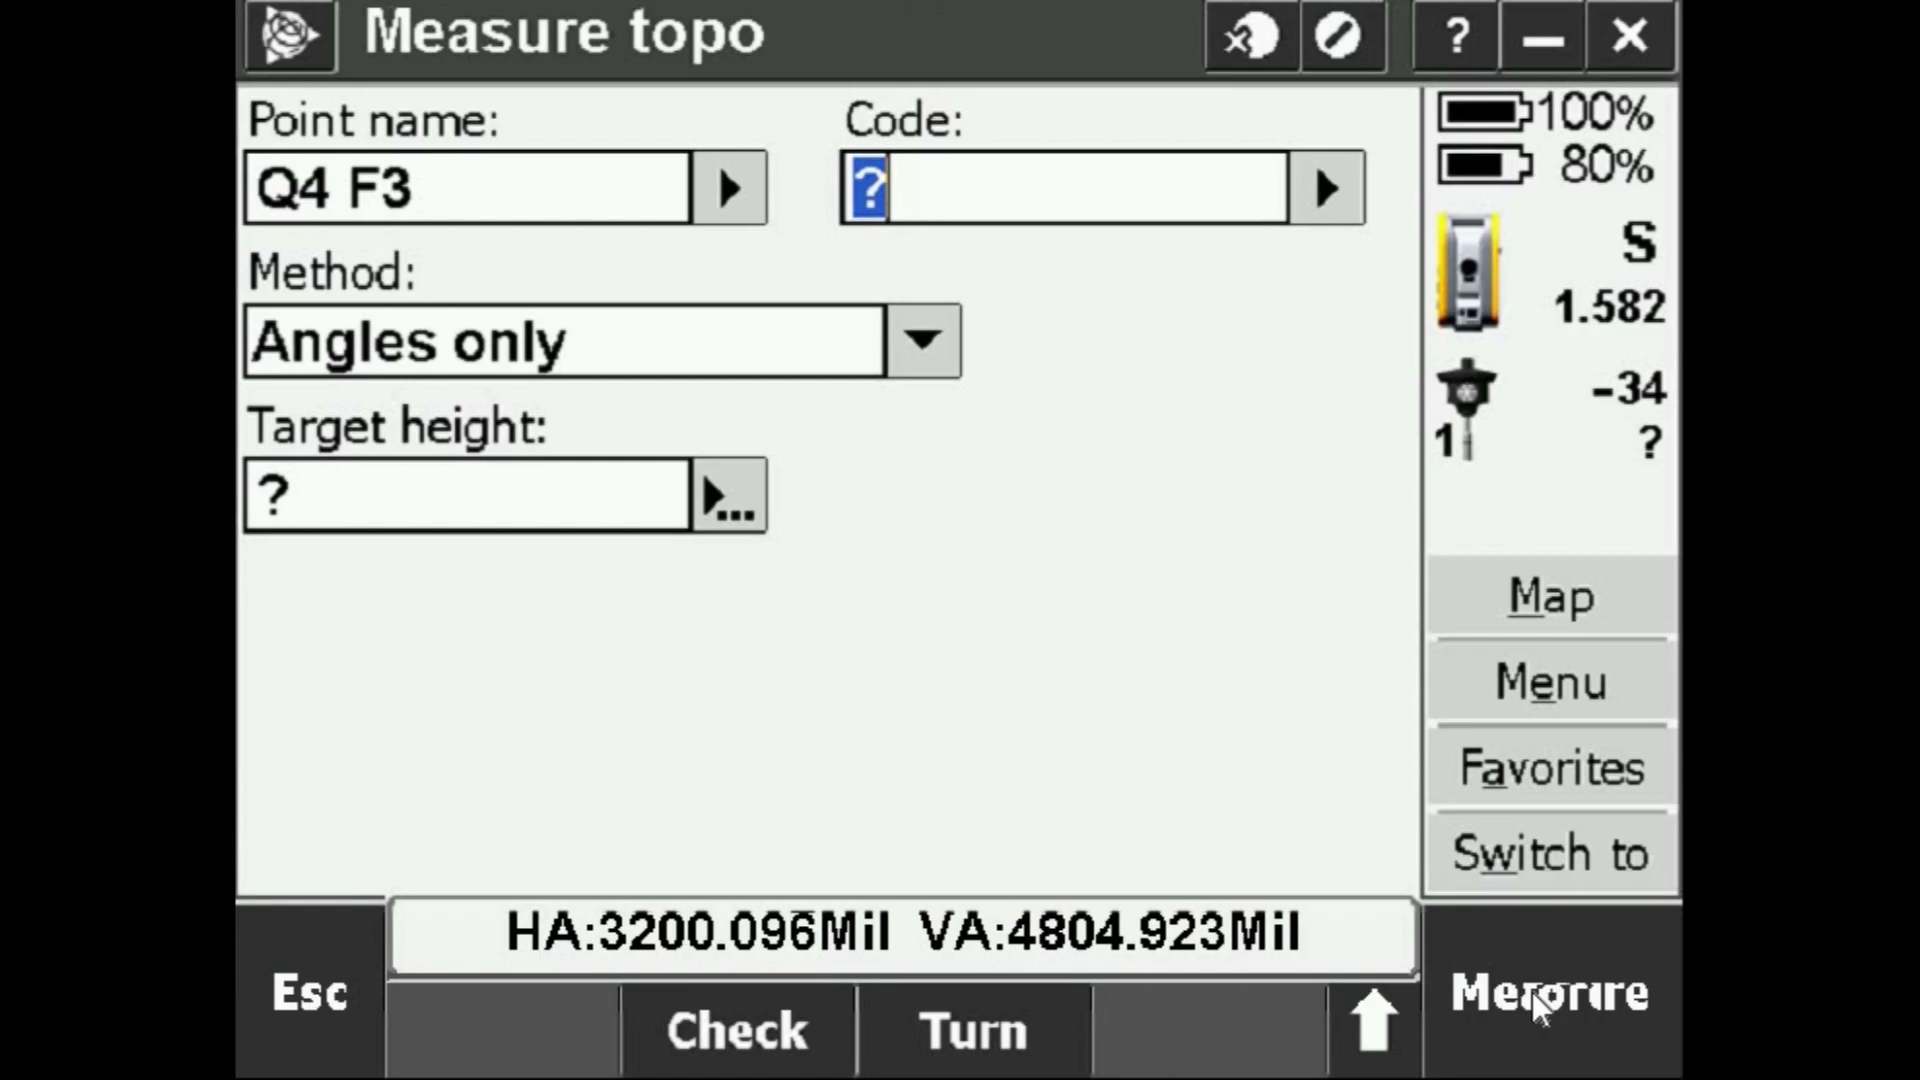 Measure topo
?
Point name:
Code:
100%
80%
Q4 F3
?
S
1.582
Method:
Angles only
-34
1
?
Target height:
?
Map
Menu
Favorites
Switch to
HA:3200.096Mil VA:4804.923Mil
Esc
Check
Turn